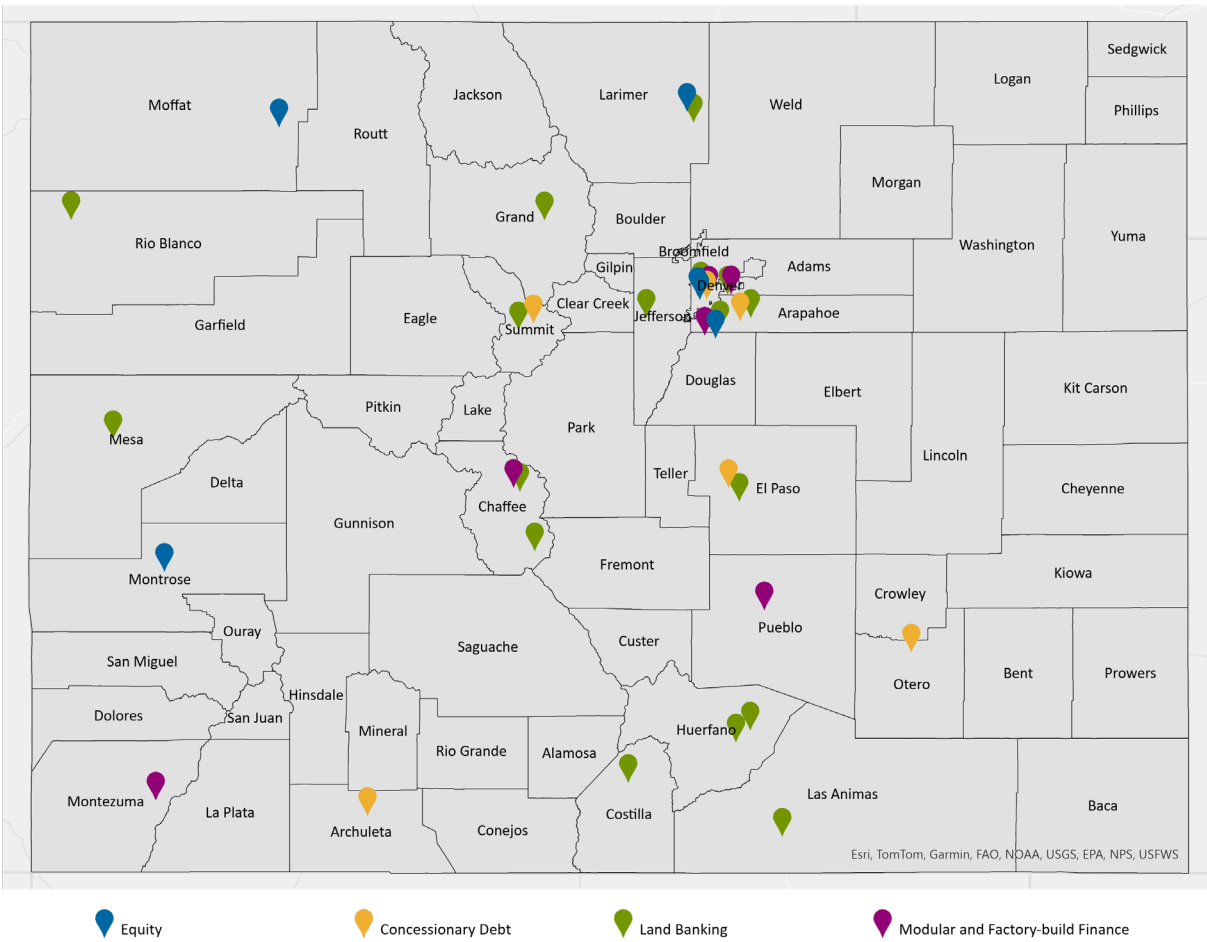 Sedgwick
Logan
Moffat
Jackson
Larimer
Weld
Phillips
Routt
Morgan
Grand
Boulder
Yuma
Rio Blanco
Washington
Broomfield
Gilpin
Adams
Denver
Clear Creek
Garfield
Eagle
Summit
Jefferson
Arapahoe
Douglas
Kit Carson
Elbert
Pitkin
Lake
Park
Mesa
Lincoln
Teller
Delta
El Paso
Cheyenne
Chaffee
Gunnison
Fremont
Kiowa
Montrose
Crowley
Pueblo
Ouray
Custer
Saguache
San Miguel
Bent
Prowers
Otero
Hinsdale
Dolores
San Juan
Mineral
Huerfano
Rio Grande
Alamosa
Las Animas
Montezuma
La Plata
Costilla
Baca
Archuleta
Conejos
Esri, TomTom, Garmin, FAO, NOAA, USGS, EPA, NPS, USFWS
Equity
Concessionary Debt
Land Banking
Modular and Factory-build Finance